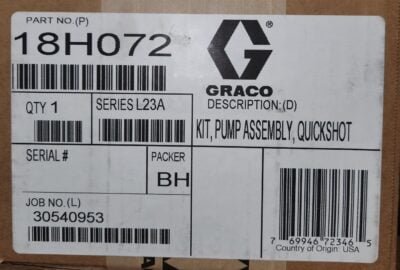 PART NO.(P)
18H072
GRACO
QTY 1
SERIES L23A
DESCRIPTION:(D)
KIT, PUMP ASSEMBLY, QUICKSHOT
SERIAL #
PACKER
BH
JOB NO.(L)
30540953
7 69946 72346 5
Country of Origin: USA